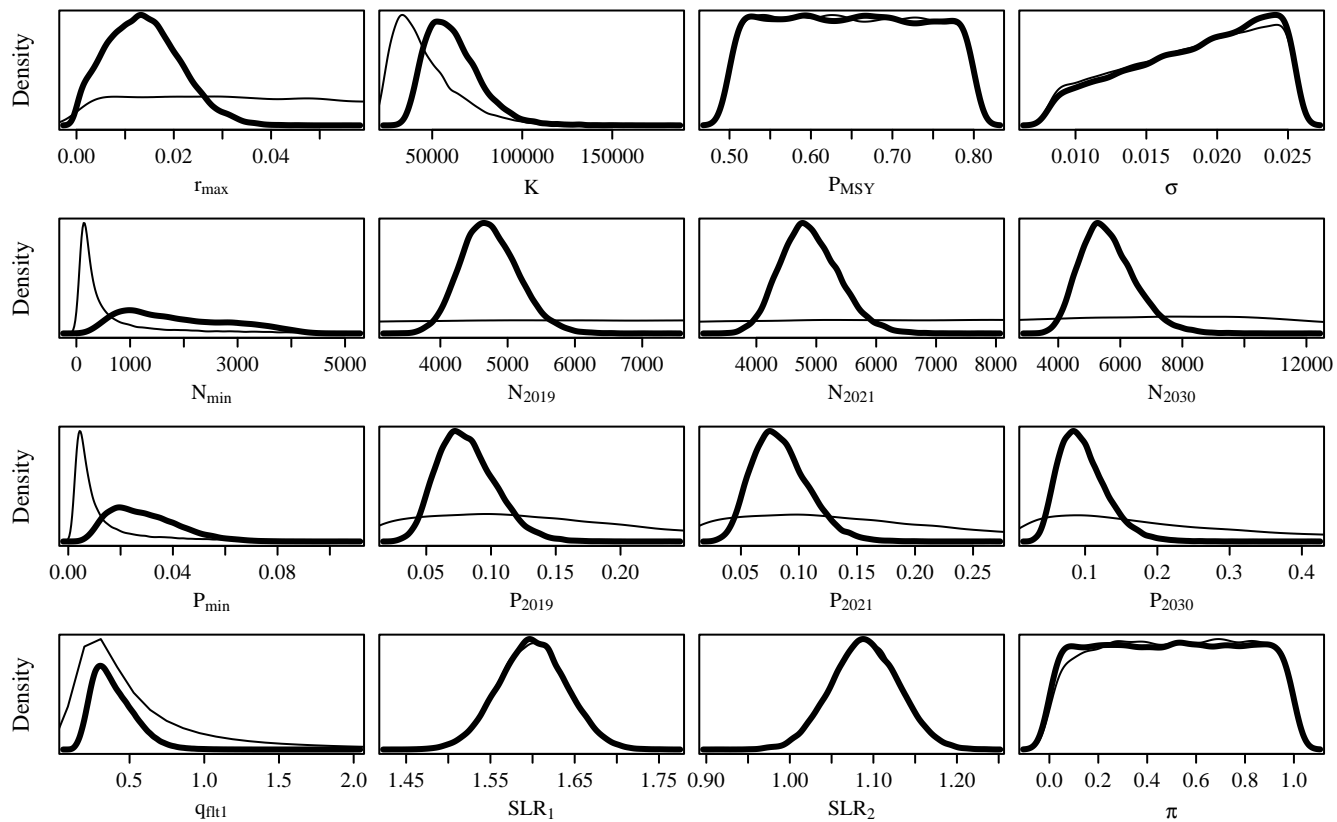 Density
0.00 0.02 0.04
r_max
50000 100000 150000
K
0.50 0.60 0.70 0.80
P_MSY
0.010 0.015 0.020 0.025
σ
Density
0 1000 3000 5000
N_min
4000 5000 6000 7000
N_2019
4000 5000 6000 7000 8000
N_2021
4000 6000 8000 12000
N_2030
Density
0.00 0.04 0.08
P_min
0.05 0.10 0.15 0.20
P_2019
0.05 0.10 0.15 0.20 0.25
P_2021
0.1 0.2 0.3 0.4
P_2030
Density
0.5 1.0 1.5 2.0
q_flt1
1.45 1.55 1.65 1.75
SLR_1
0.90 1.00 1.10 1.20
SLR_2
0.0 0.2 0.4 0.6 0.8 1.0
π